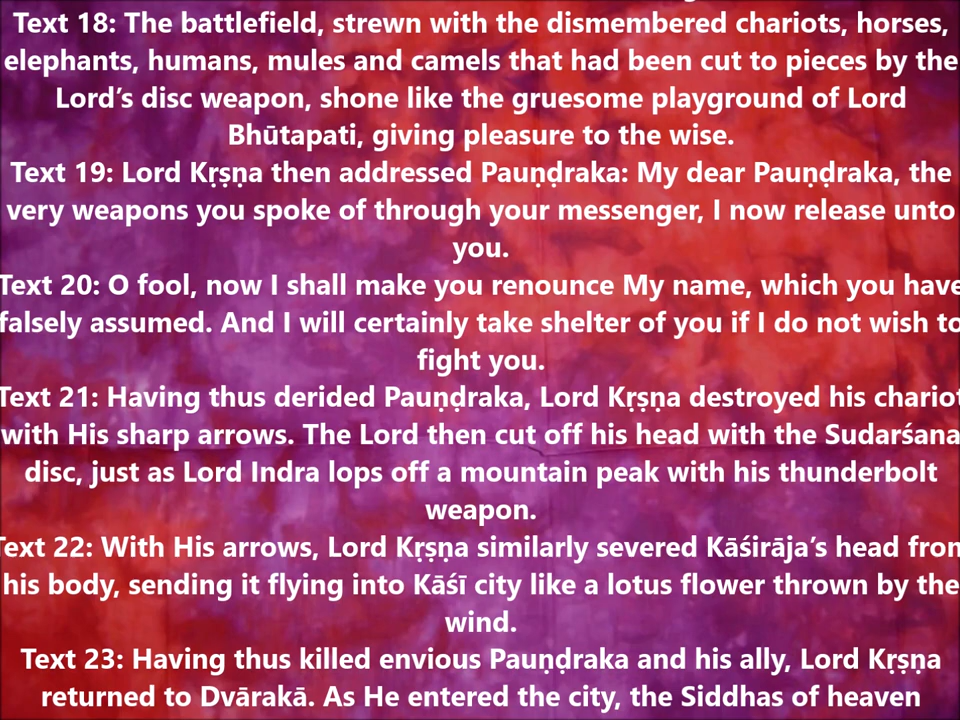 Text 18: The battlefield, strewn with the dismembered chariots, horses,
elephants, humans, mules and camels that had been cut to pieces by the
Lord’s disc weapon, shone like the gruesome playground of Lord
Bhūtapati, giving pleasure to the wise.
Text 19: Lord Kṛṣṇa then addressed Pauṇḍraka: My dear Pauṇḍraka, the
very weapons you spoke of through your messenger, I now release unto
you.
Text 20: O fool, now I shall make you renounce My name, which you have
falsely assumed. And I will certainly take shelter of you if I do not wish to
fight you.
Text 21: Having thus derided Pauṇḍraka, Lord Kṛṣṇa destroyed his chariot
with His sharp arrows. The Lord then cut off his head with the Sudarśana
disc, just as Lord Indra lops off a mountain peak with his thunderbolt
weapon.
Text 22: With His arrows, Lord Kṛṣṇa similarly severed Kāśirāja’s head from
his body, sending it flying into Kāśī city like a lotus flower thrown by the
wind.
Text 23: Having thus killed envious Pauṇḍraka and his ally, Lord Kṛṣṇa
returned to Dvārakā. As He entered the city, the Siddhas of heaven